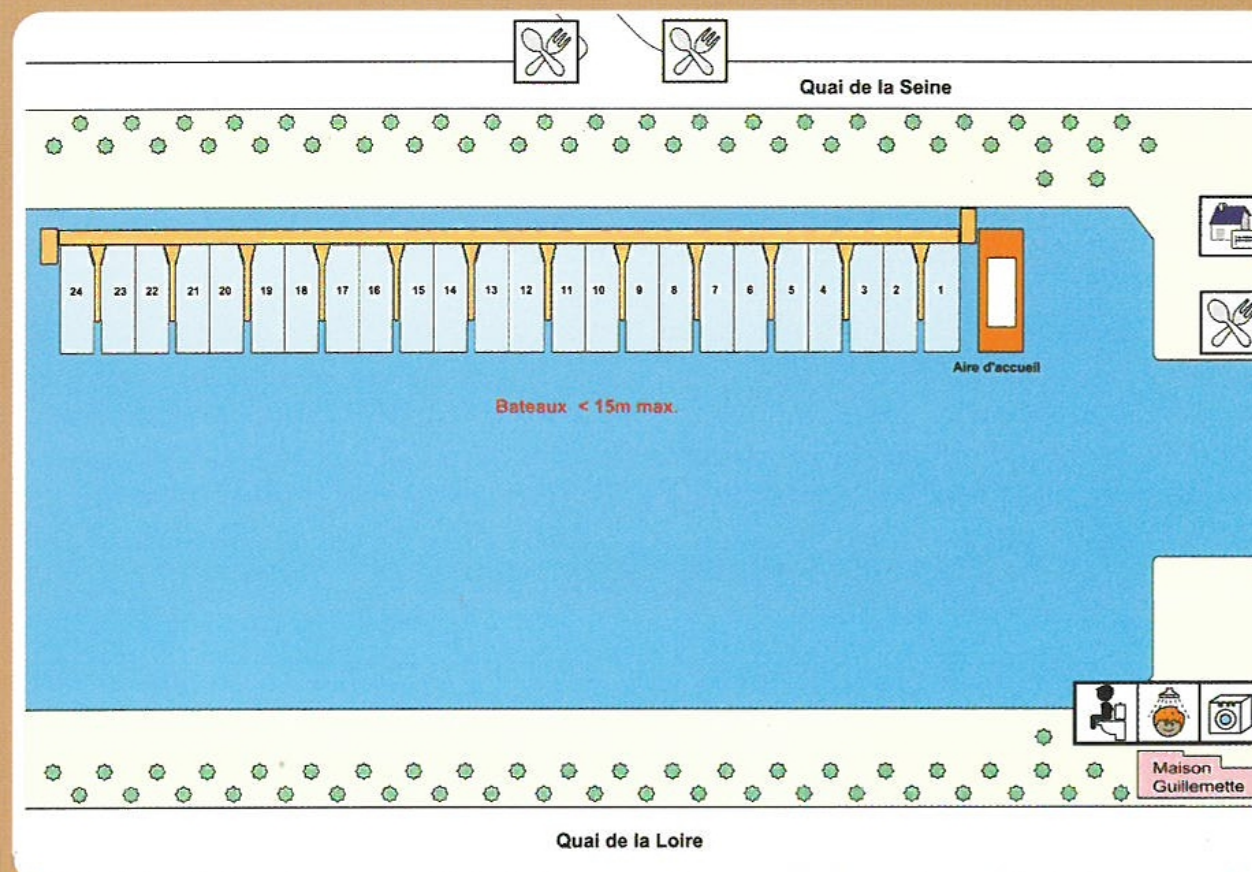 Quai de la Seine
24 23 22 21 20 19 18 17 16 15 14 13 12 11 10 9 8 7 6 5 4 3 2 1
Aire d'accueil
Bateaux < 15m max.
Maison
Guillemette
Quai de la Loire